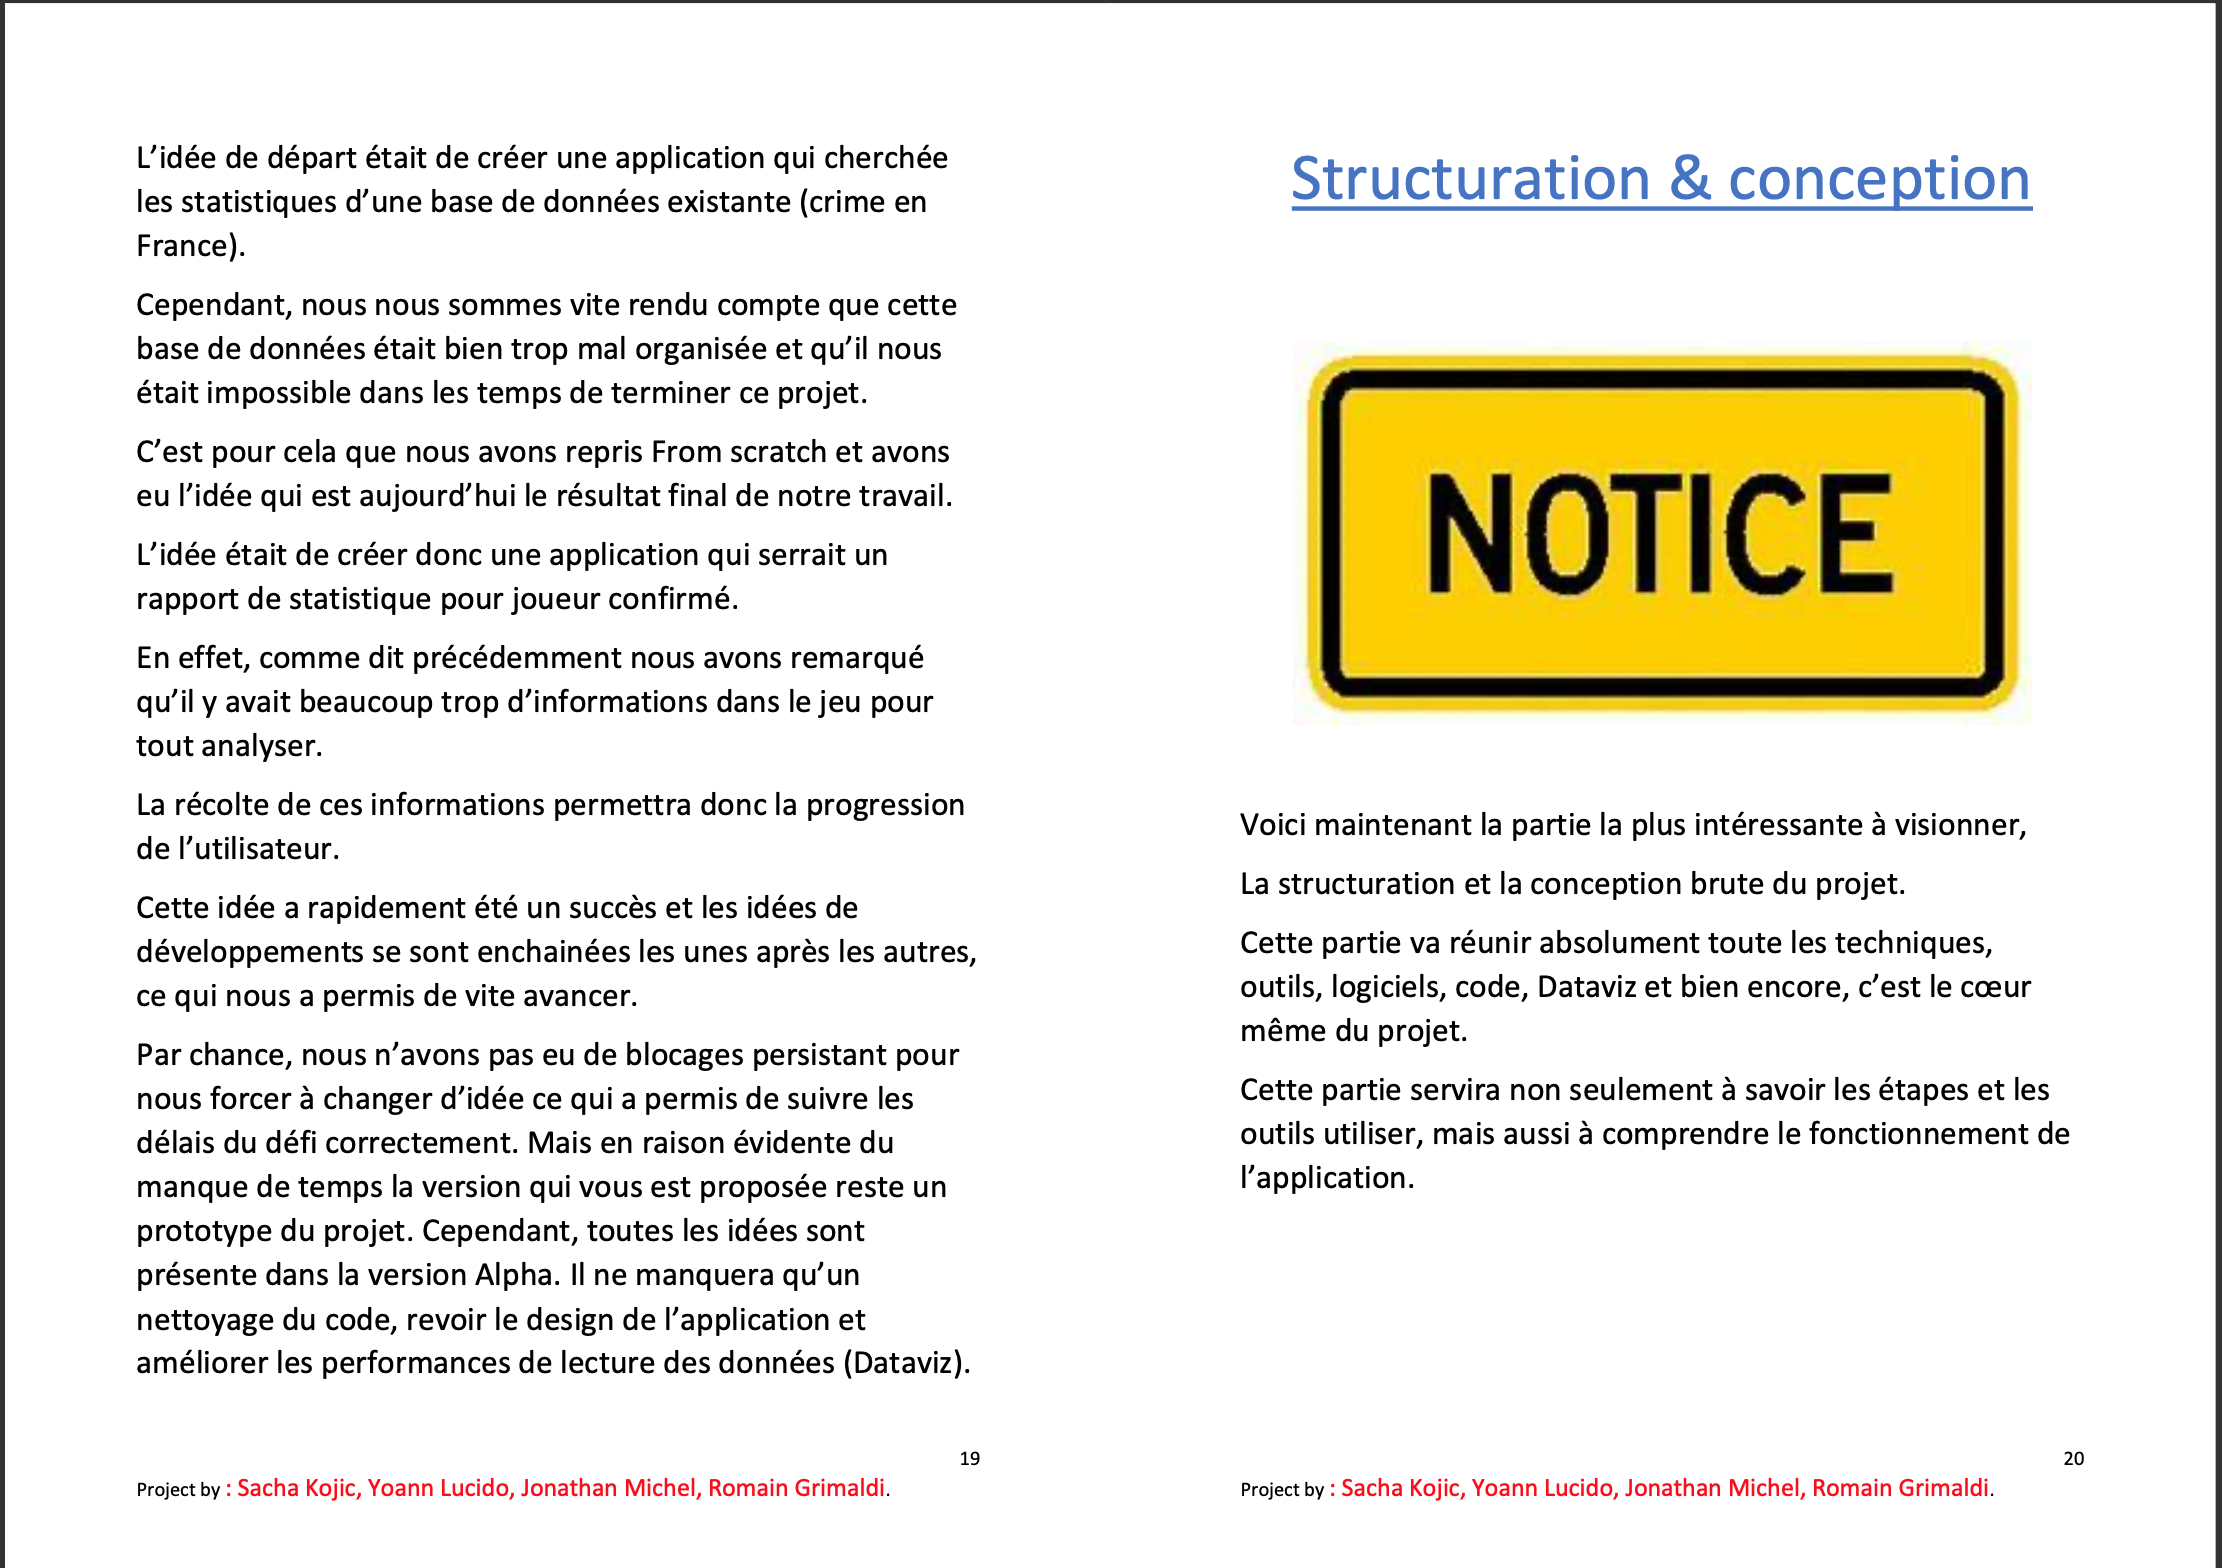 L’idée de départ était de créer une application qui cherchée
les statistiques d’une base de données existante (crime en
France).
Cependant, nous nous sommes vite rendu compte que cette
base de données était bien trop mal organisée et qu’il nous
était impossible dans les temps de terminer ce projet.
C’est pour cela que nous avons repris From scratch et avons
eu l’idée qui est aujourd’hui le résultat final de notre travail.
L’idée était de créer donc une application qui serrait un
rapport de statistique pour joueur confirmé.
En effet, comme dit précédemment nous avons remarqué
qu’il y avait beaucoup trop d’informations dans le jeu pour
tout analyser.
La récolte de ces informations permettra donc la progression
de l’utilisateur.
Cette idée a rapidement été un succès et les idées de
développements se sont enchainées les unes après les autres,
ce qui nous a permis de vite avancer.
Par chance, nous n’avons pas eu de blocages persistant pour
nous forcer à changer d’idée ce qui a permis de suivre les
délais du défi correctement. Mais en raison évidente du
manque de temps la version qui vous est proposée reste un
prototype du projet. Cependant, toutes les idées sont
présente dans la version Alpha. Il ne manquera qu’un
nettoyage du code, revoir le design de l’application et
améliorer les performances de lecture des données (Dataviz).
19
Project by : Sacha Kojic, Yoann Lucido, Jonathan Michel, Romain Grimaldi.
Structuration & conception
NOTICE
Voici maintenant la partie la plus intéressante à visionner,
La structuration et la conception brute du projet.
Cette partie va réunir absolument toute les techniques,
outils, logiciels, code, Dataviz et bien encore, c’est le cœur
même du projet.
Cette partie servira non seulement à savoir les étapes et les
outils utiliser, mais aussi à comprendre le fonctionnement de
l’application.
20
Project by : Sacha Kojic, Yoann Lucido, Jonathan Michel, Romain Grimaldi.